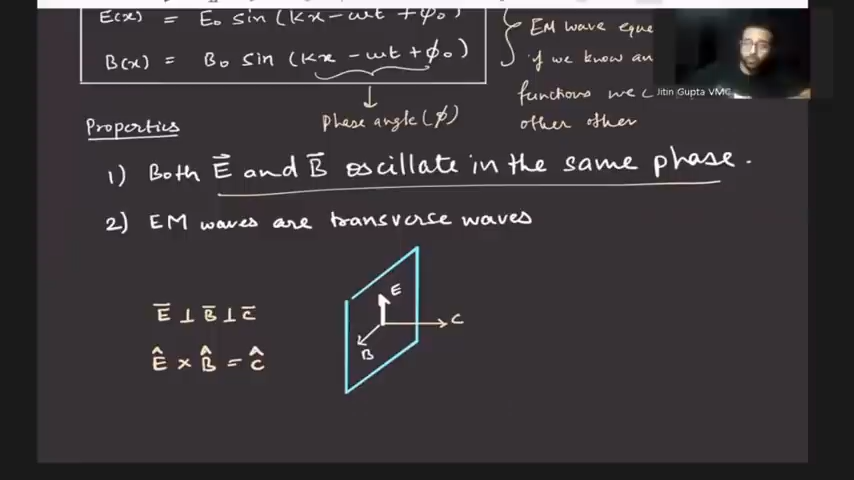 E(x) = E₀ sin (kx - ωt + φ₀)
B(x) = B₀ sin (kx - ωt + φ₀)
Phase angle (φ)
EM wave
if we know
functions we
other other
Jitin Gupta VMC
Properties
1) Both E⃗ and B⃗ oscillate in the same phase.
2) EM waves are transverse waves
E̅ ⊥ B̅ ⊥ C̅
Ê × B̂ = Ĉ
E
B
C